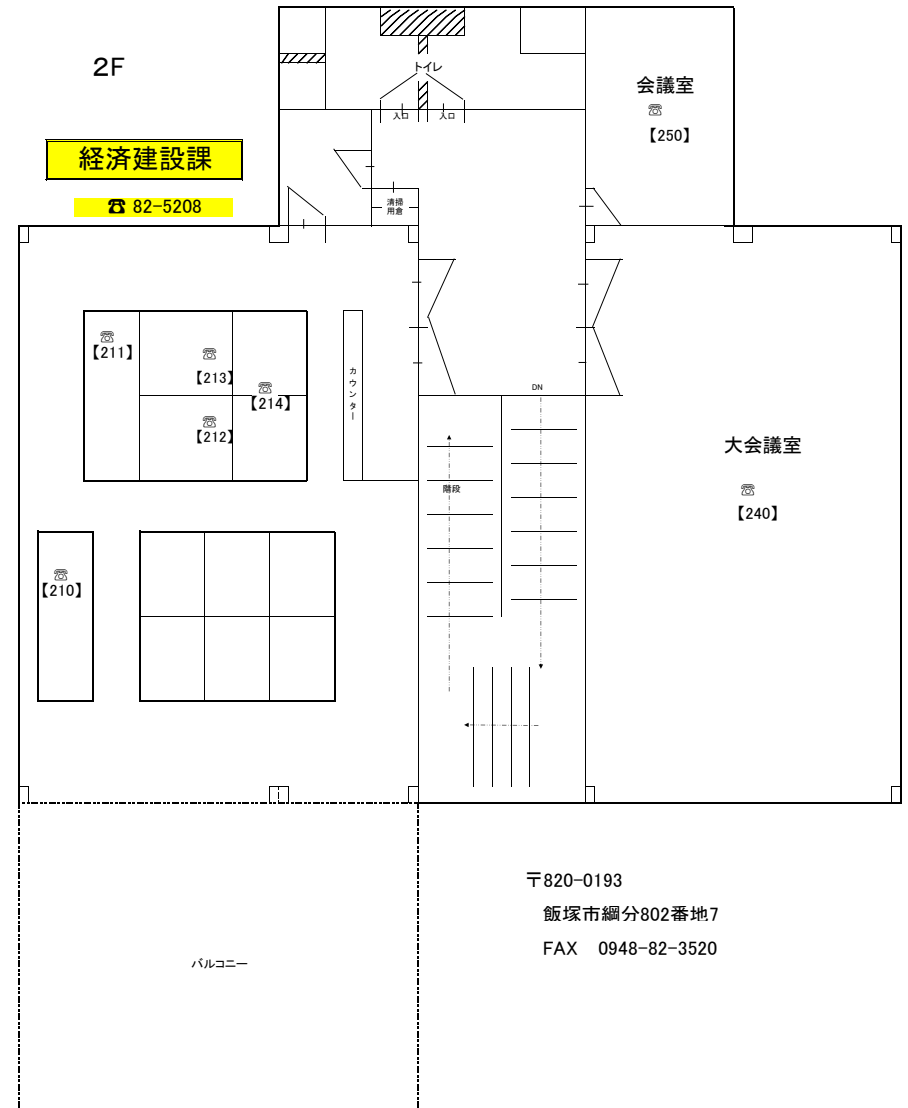 2F
トイレ
会議室
☏
【250】
入口
入口
経済建設課
☎ 82-5208
清掃
用倉
☏
【211】
☏
【213】
☏
【214】
☏
【212】
カウンター
DN
大会議室
☏
【240】
階段
☏
【210】
〒820-0193
飯塚市綱分802番地7
FAX 0948-82-3520
バルコニー